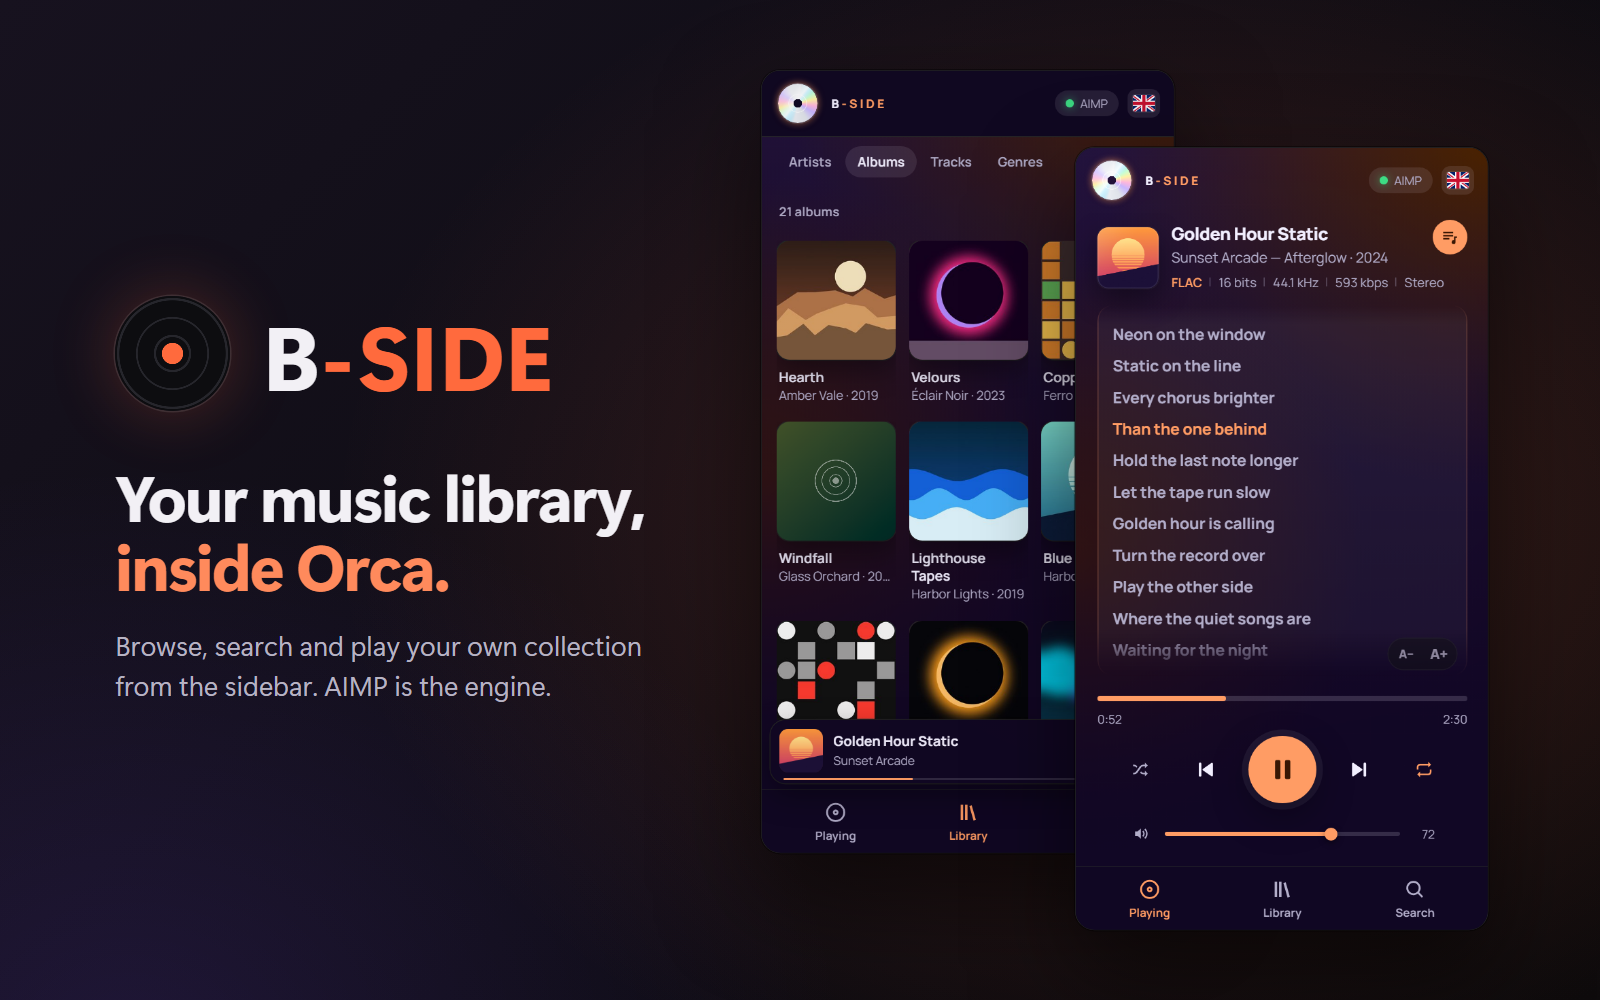 B-SIDE
Your music library,
inside Orca.
Browse, search and play your own collection
from the sidebar. AIMP is the engine.
B-SIDE
AIMP
Artists
Albums
Tracks
Genres
21 albums
Hearth
Amber Vale · 2019
Velours
Éclair Noir · 2023
Copp
Ferro
Windfall
Glass Orchard · 20...
Lighthouse
Tapes
Harbor Lights · 2019
Blue
Harbo
Golden Hour Static
Sunset Arcade
Playing
Library
B-SIDE
AIMP
Golden Hour Static
Sunset Arcade — Afterglow · 2024
FLAC | 16 bits | 44.1 kHz | 593 kbps | Stereo
Neon on the window
Static on the line
Every chorus brighter
Than the one behind
Hold the last note longer
Let the tape run slow
Golden hour is calling
Turn the record over
Play the other side
Where the quiet songs are
Waiting for the night
A− A+
0:52
2:30
72
Playing
Library
Search